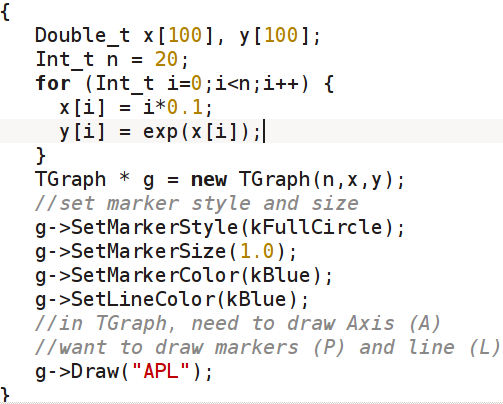 {
Double_t x[100], y[100];
Int_t n = 20;
for (Int_t i=0;i<n;i++) {
x[i] = i*0.1;
y[i] = exp(x[i]);
}
TGraph * g = new TGraph(n,x,y);
//set marker style and size
g->SetMarkerStyle(kFullCircle);
g->SetMarkerSize(1.0);
g->SetMarkerColor(kBlue);
g->SetLineColor(kBlue);
//in TGraph, need to draw Axis (A)
//want to draw markers (P) and line (L)
g->Draw("APL");
}